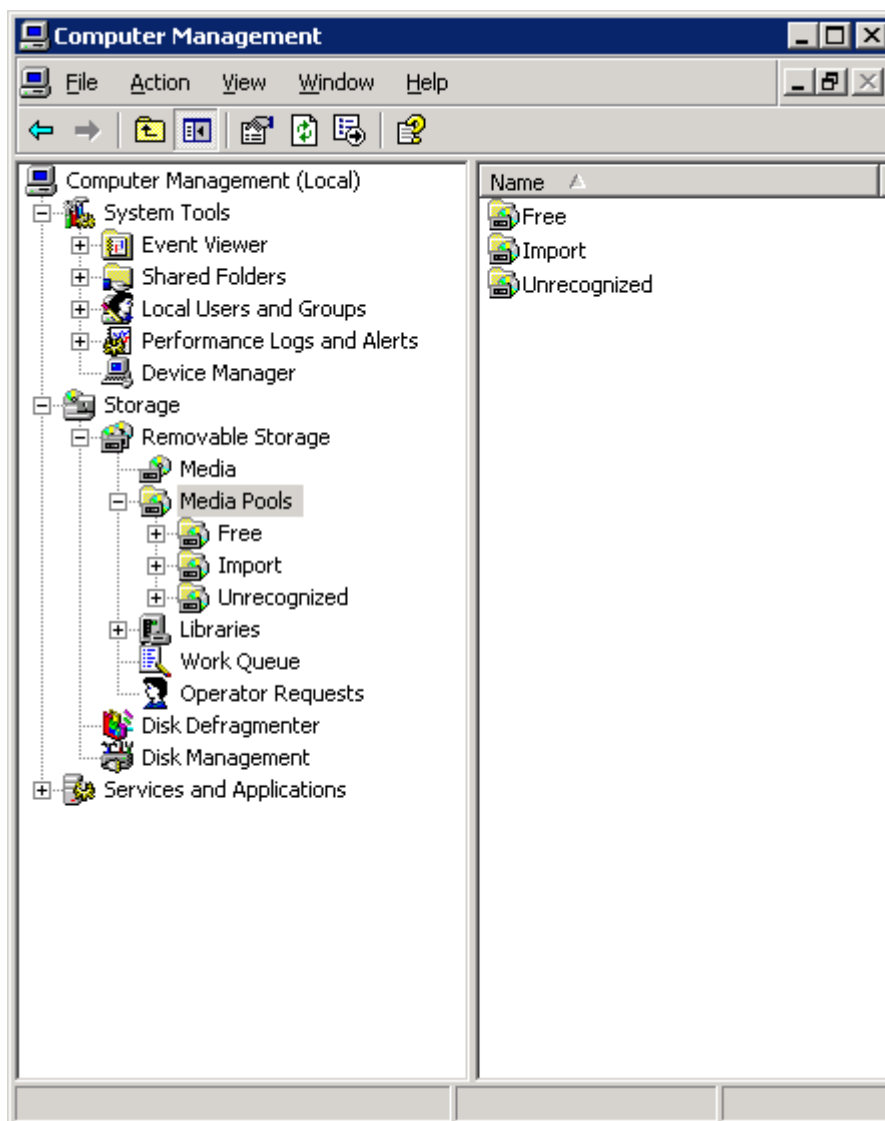 Computer Management
File Action View Window Help
Computer Management (Local)
System Tools
Event Viewer
Shared Folders
Local Users and Groups
Performance Logs and Alerts
Device Manager
Storage
Removable Storage
Media
Media Pools
Free
Import
Unrecognized
Libraries
Work Queue
Operator Requests
Disk Defragmenter
Disk Management
Services and Applications
Name
Free
Import
Unrecognized